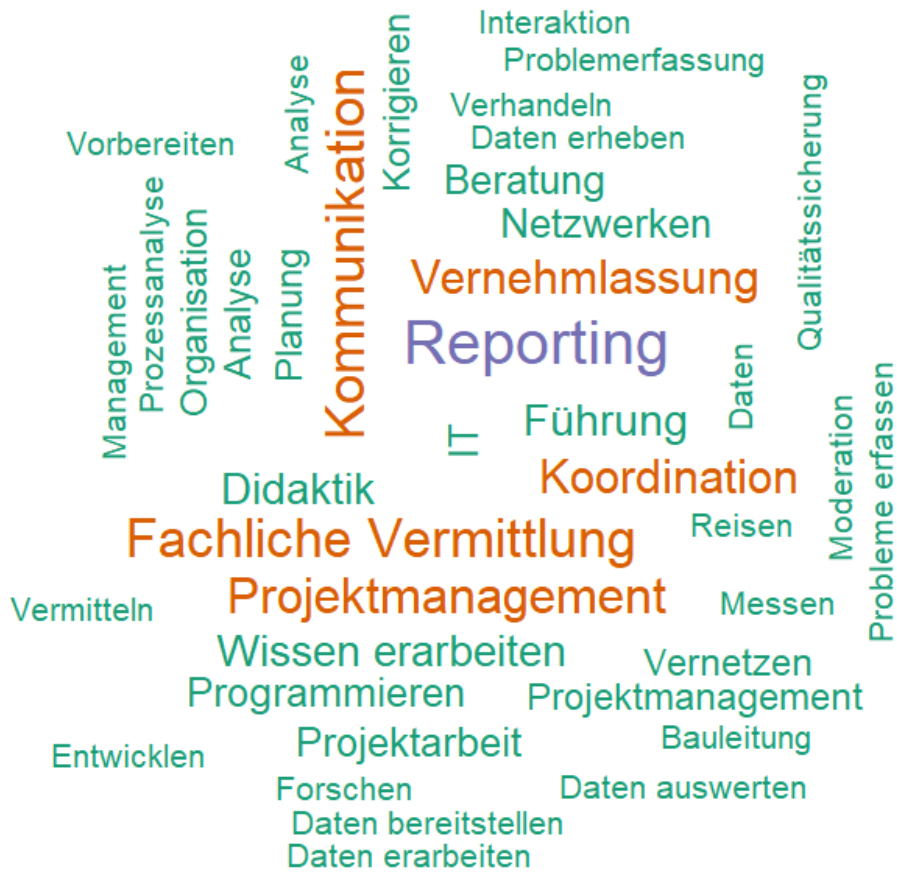 Interaktion
Problemerfassung
Korrigieren
Analyse
Kommunikation
Verhandeln
Daten erheben
Vorbereiten
Beratung
Qualitätssicherung
Netzwerken
Prozessanalyse
Organisation
Analyse
Planung
Management
Vernehmlassung
Reporting
Daten
Führung
IT
Moderation
Probleme erfassen
Koordination
Didaktik
Reisen
Fachliche Vermittlung
Projektmanagement
Messen
Vermitteln
Wissen erarbeiten
Vernetzen
Programmieren
Projektmanagement
Projektarbeit
Bauleitung
Entwicklen
Forschen
Daten auswerten
Daten bereitstellen
Daten erarbeiten